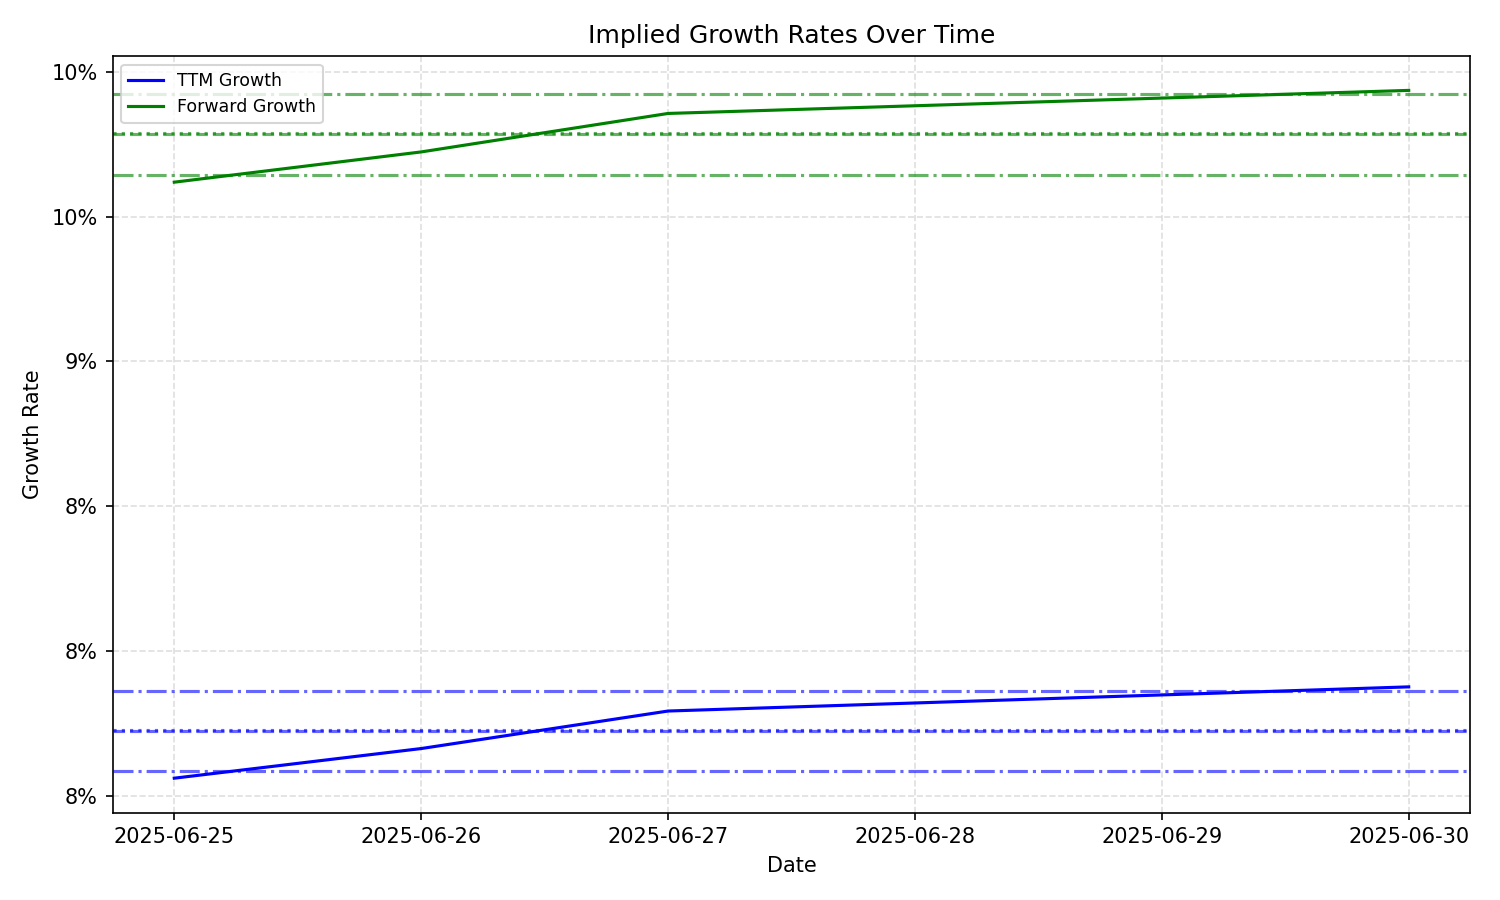 Implied Growth Rates Over Time
TTM Growth
Forward Growth
10%
10%
9%
8%
8%
8%
Growth Rate
2025-06-25
2025-06-26
2025-06-27
2025-06-28
2025-06-29
2025-06-30
Date